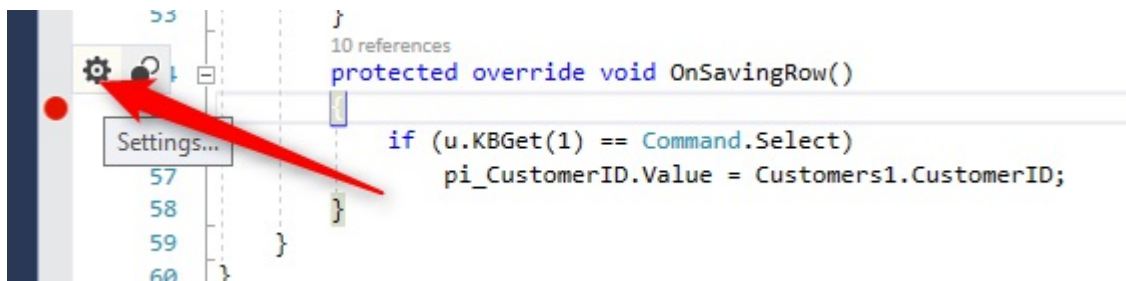 53 }
10 references
protected override void OnSavingRow()
{
Settings...
if (u.KBGet(1) == Command.Select)
57 pi_CustomerID.Value = Customers1.CustomerID;
58 }
59 }
60 }